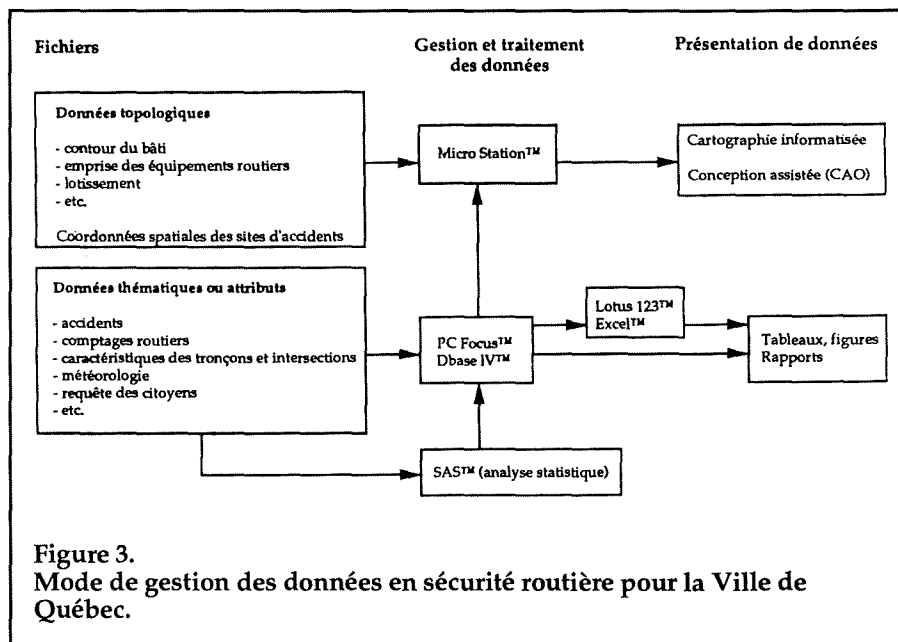 Fichiers
Gestion et traitement
des données
Présentation de données
Données topologiques
- contour du bâti
- emprise des équipements routiers
- lotissement
- etc.
Coordonnées spatiales des sites d'accidents
Micro Station™
Cartographie informatisée
Conception assistée (CAO)
Données thématiques ou attributs
- accidents
- comptages routiers
- caractéristiques des tronçons et intersections
- météorologie
- requête des citoyens
- etc.
PC Focus™
Dbase IV™
Lotus 123™
Excel™
Tableaux, figures
Rapports
SAS™ (analyse statistique)
Figure 3.
Mode de gestion des données en sécurité routière pour la Ville de
Québec.